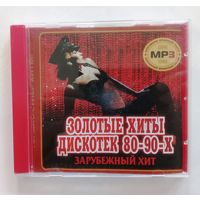 MP3
ЗОЛОТЫЕ ХИТЫ
ДИСКОТЕК 80-90-Х
ЗАРУБЕЖНЫЙ ХИТ